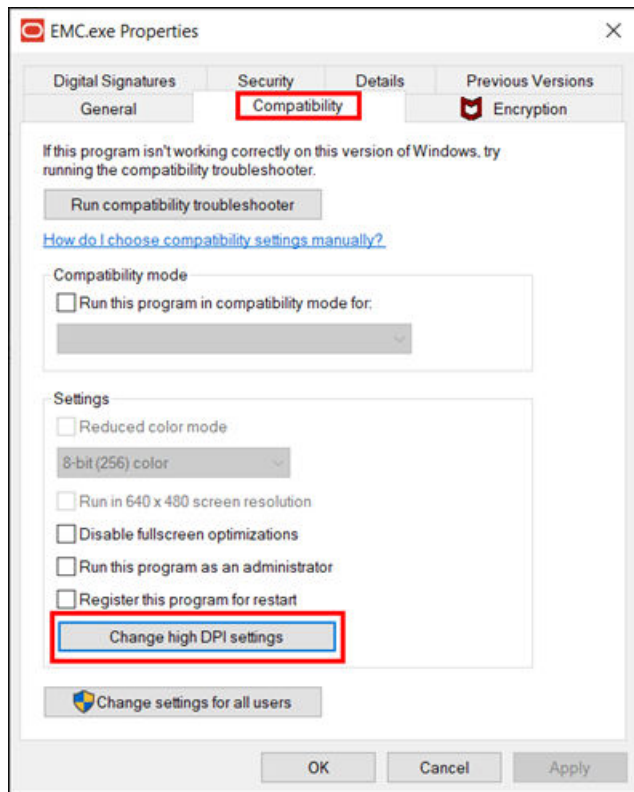 EMC.exe Properties
Digital Signatures Security Details Previous Versions
General Compatibility Encryption
If this program isn't working correctly on this version of Windows, try
running the compatibility troubleshooter.
Run compatibility troubleshooter
How do I choose compatibility settings manually?
Compatibility mode
Run this program in compatibility mode for:
Settings
Reduced color mode
8-bit (256) color
Run in 640 x 480 screen resolution
Disable fullscreen optimizations
Run this program as an administrator
Register this program for restart
Change high DPI settings
Change settings for all users
OK Cancel Apply